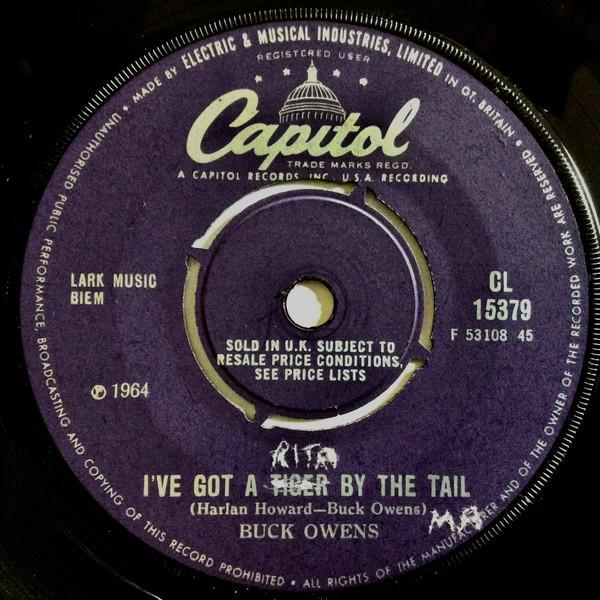 MADE BY ELECTRIC & MUSICAL INDUSTRIES, LIMITED IN GT. BRITAIN •
REGISTERED USER
Capitol
TRADE MARKS REGD.
A CAPITOL RECORDS, INC., U.S.A. RECORDING
LARK MUSIC
BIEM
CL
15379
F 53108 45
SOLD IN U.K. SUBJECT TO
RESALE PRICE CONDITIONS,
SEE PRICE LISTS
℗ 1964
RITA
I'VE GOT A TIGER BY THE TAIL
(Harlan Howard—Buck Owens)
BUCK OWENS
ALL RIGHTS OF THE MANUFACTURER AND OF THE OWNER OF THE RECORDED WORK ARE RESERVED •
UNAUTHORISED PUBLIC PERFORMANCE, BROADCASTING AND COPYING OF THIS RECORD PROHIBITED •